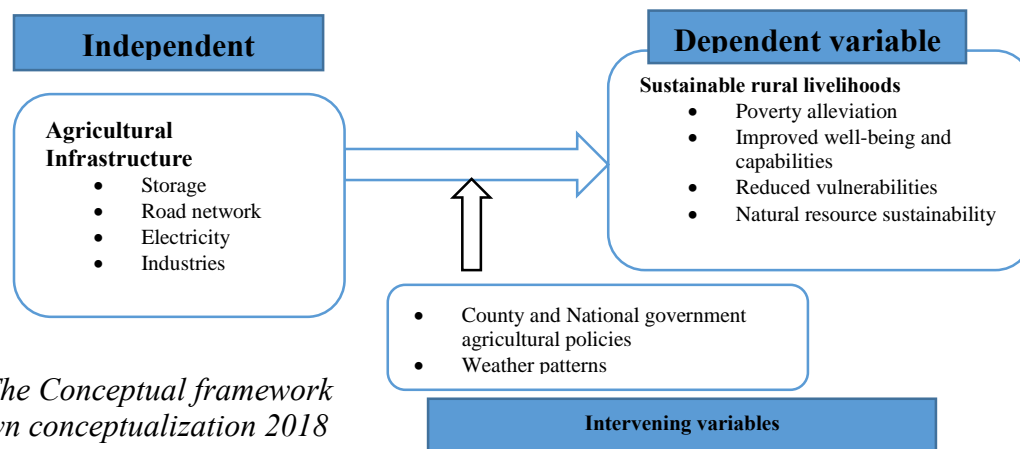 Independent
Agricultural
Infrastructure
• Storage
• Road network
• Electricity
• Industries
Dependent variable
Sustainable rural livelihoods
• Poverty alleviation
• Improved well-being and
capabilities
• Reduced vulnerabilities
• Natural resource sustainability
• County and National government
agricultural policies
• Weather patterns
Intervening variables
The Conceptual framework
conceptualization 2018